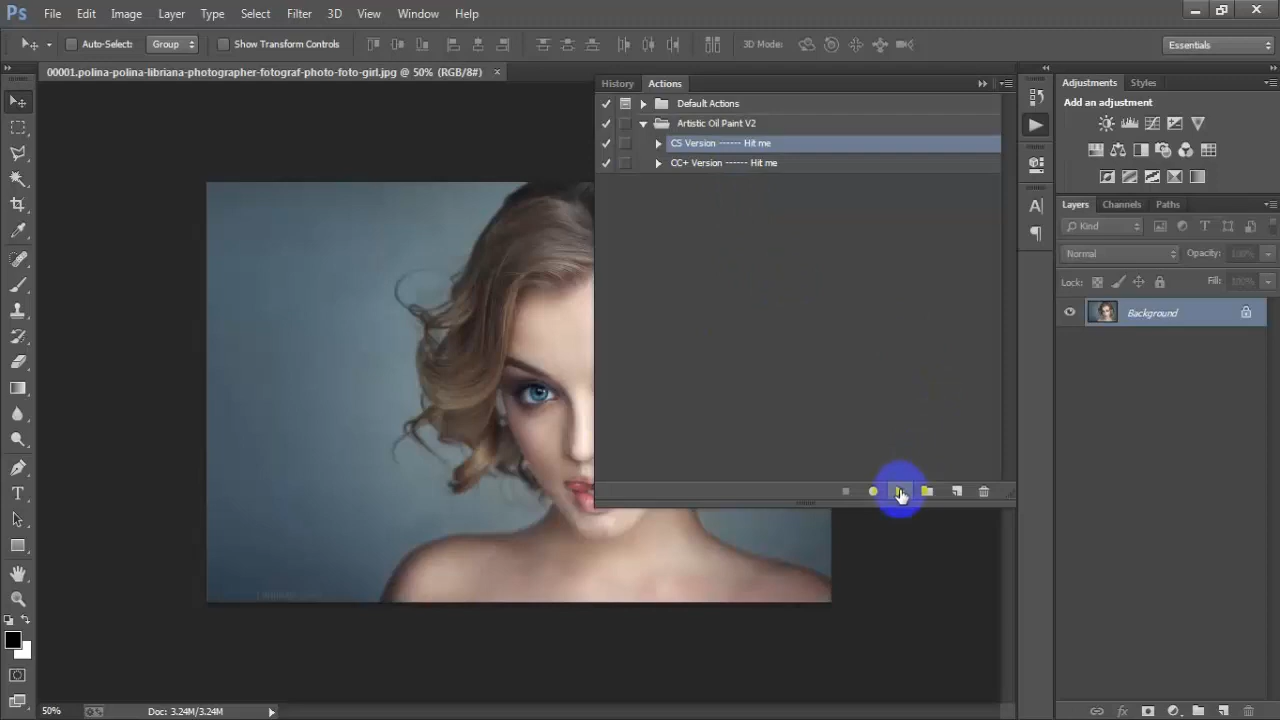 Ps File Edit Image Layer Type Select Filter 3D View Window Help
Auto-Select: Group Show Transform Controls 3D Mode: Essentials
00001.polina-polina-libriana-photographer-fotograf-photo-foto-girl.jpg @ 50% (RGB/8#) ×
History Actions
Default Actions
Artistic Oil Paint V2
CS Version ------ Hit me
CC+ Version ------ Hit me
Adjustments Styles
Add an adjustment
Layers Channels Paths
Kind
Normal Opacity: 100%
Lock: Fill: 100%
Background
50% Doc: 3.24M/3.24M